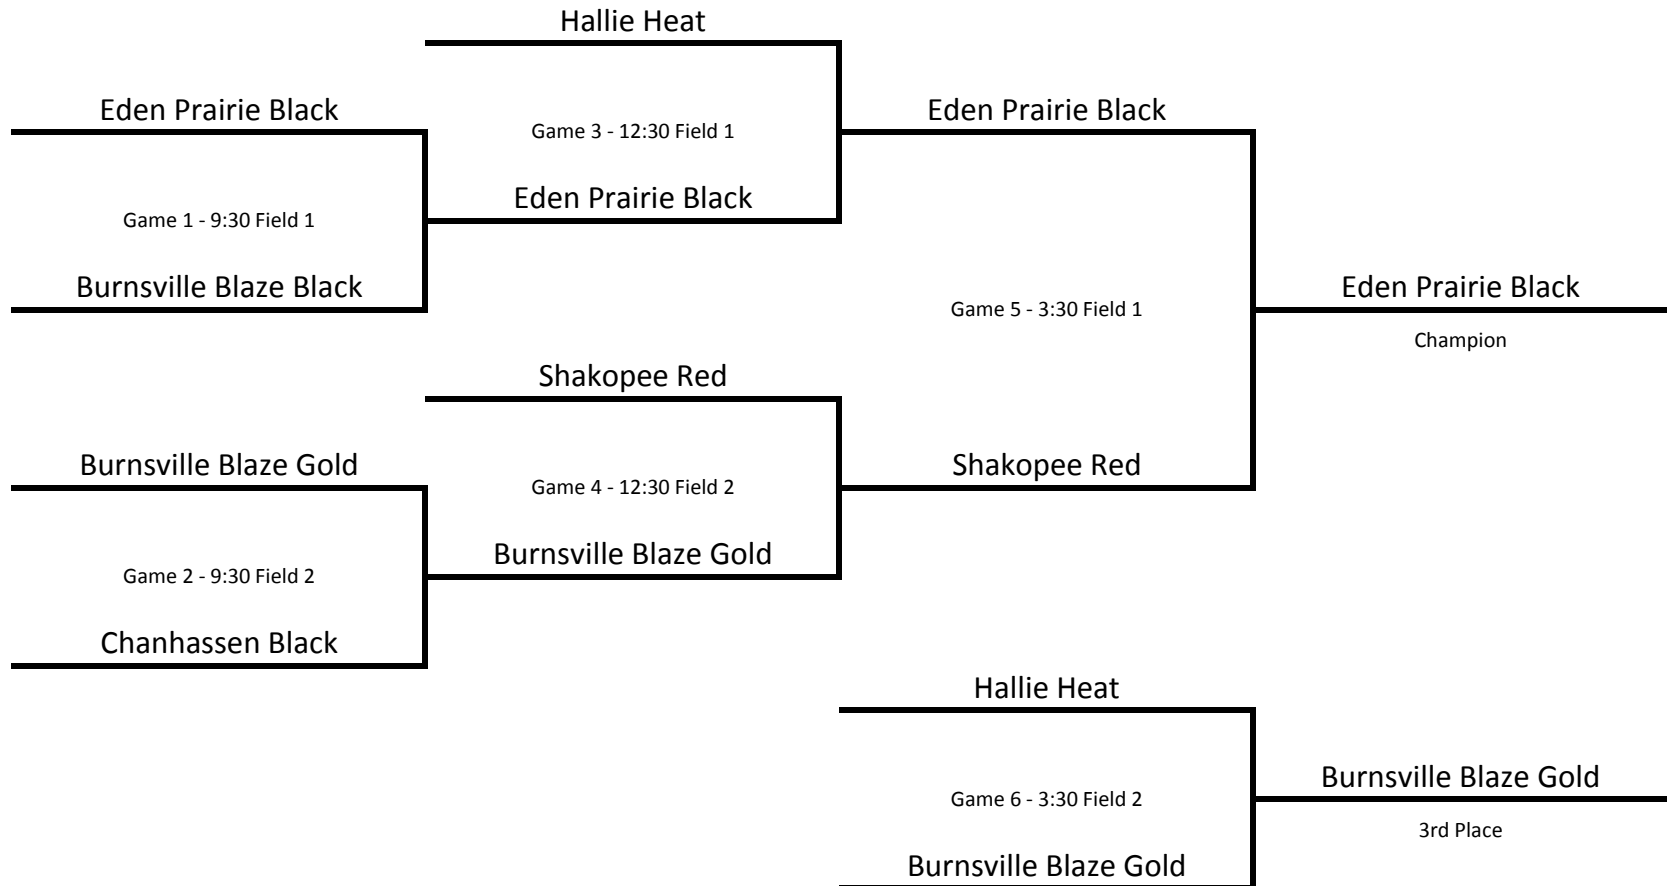 Hallie Heat
Eden Prairie Black
Eden Prairie Black
Game 3 - 12:30 Field 1
Eden Prairie Black
Game 1 - 9:30 Field 1
Burnsville Blaze Black
Eden Prairie Black
Game 5 - 3:30 Field 1
Champion
Shakopee Red
Burnsville Blaze Gold
Shakopee Red
Game 4 - 12:30 Field 2
Burnsville Blaze Gold
Game 2 - 9:30 Field 2
Chanhassen Black
Hallie Heat
Burnsville Blaze Gold
Game 6 - 3:30 Field 2
3rd Place
Burnsville Blaze Gold